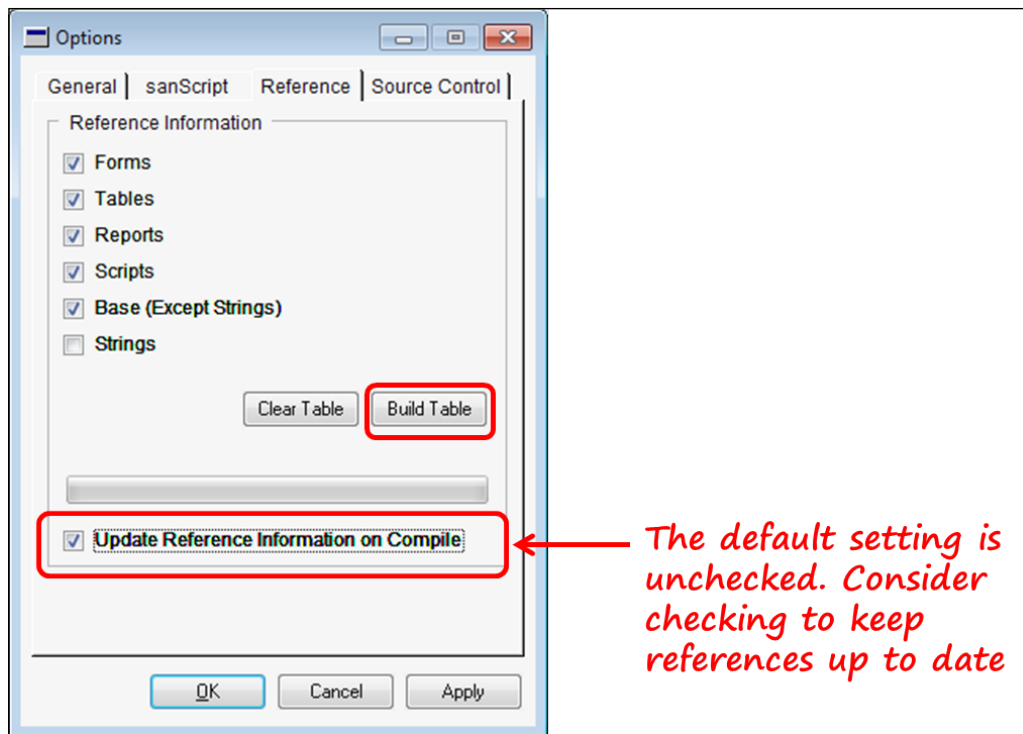 Options
General sanScript Reference Source Control
Reference Information
Forms
Tables
Reports
Scripts
Base (Except Strings)
Strings
Clear Table Build Table
Update Reference Information on Compile
The default setting is
unchecked. Consider
checking to keep
references up to date
OK Cancel Apply